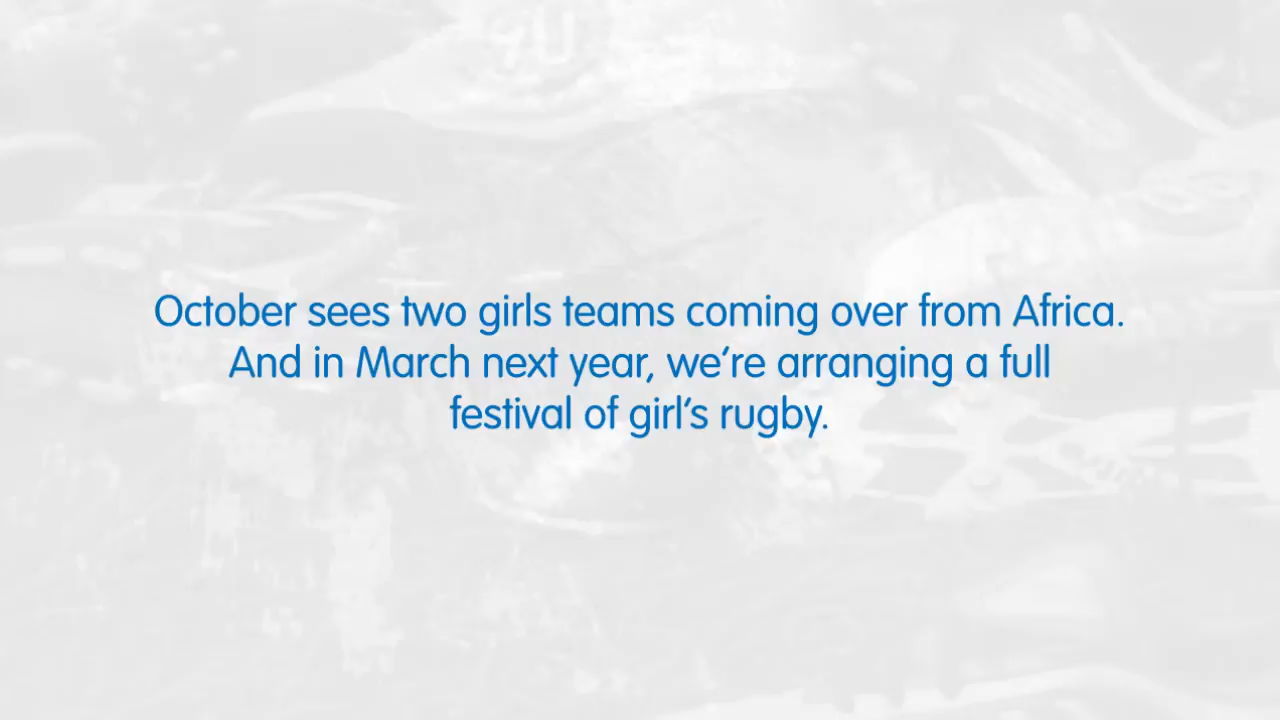 October sees two girls teams coming over from Africa.
And in March next year, we’re arranging a full
festival of girl’s rugby.